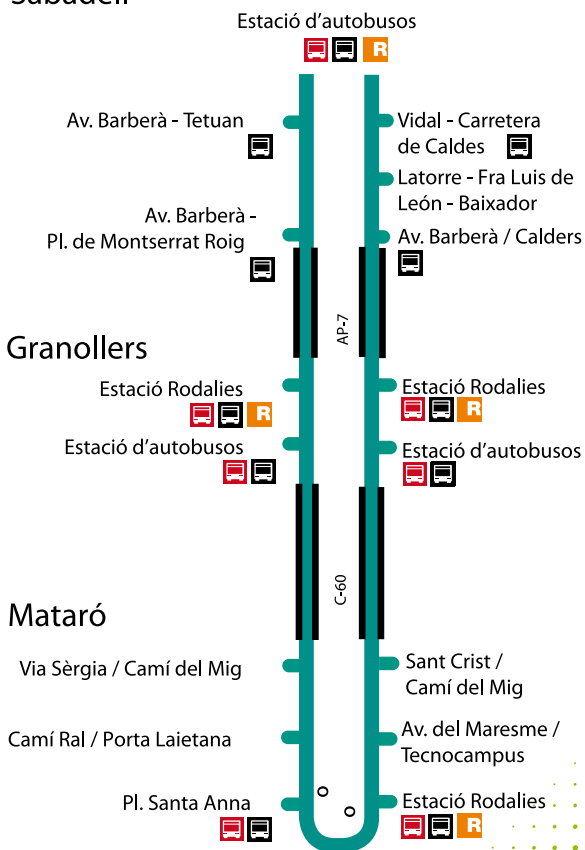 Sabadell
Estació d'autobusos
R
Av. Barberà - Tetuan
Vidal - Carretera
de Caldes
Latorre - Fra Luis de
León - Baixador
Av. Barberà -
Pl. de Montserrat Roig
Av. Barberà / Calders
AP-7
Granollers
Estació Rodalies
R
Estació Rodalies
R
Estació d'autobusos
Estació d'autobusos
C-60
Mataró
Via Sèrgia / Camí del Mig
Sant Crist /
Camí del Mig
Camí Ral / Porta Laietana
Av. del Maresme /
Tecnocampus
Pl. Santa Anna
Estació Rodalies
R